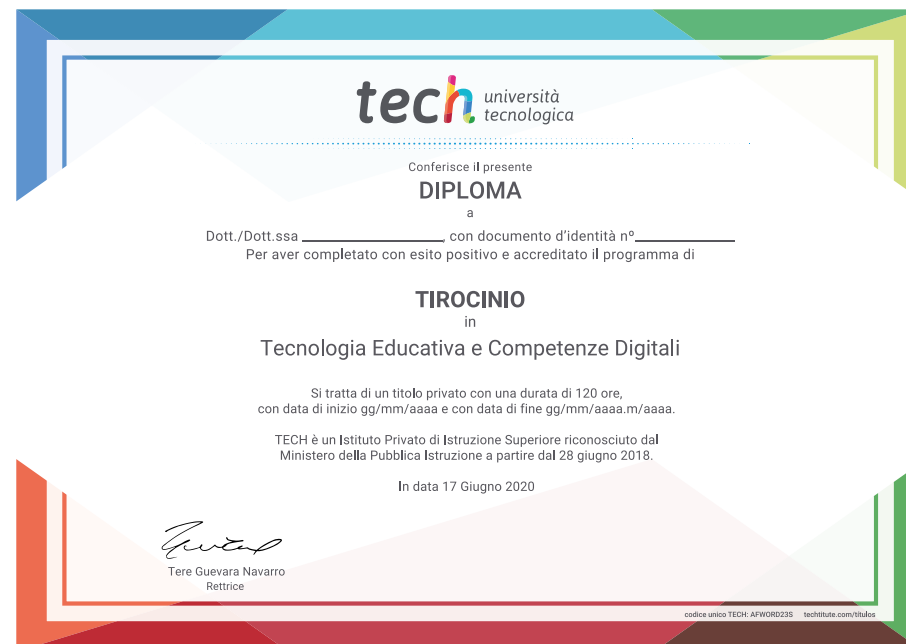 tech università
tecnologica
Conferisce il presente
DIPLOMA
a
Dott./Dott.ssa ____________________, con documento d'identità nº______________
Per aver completato con esito positivo e accreditato il programma di
TIROCINIO
in
Tecnologia Educativa e Competenze Digitali
Si tratta di un titolo privato con una durata di 120 ore,
con data di inizio gg/mm/aaaa e con data di fine gg/mm/aaaa.m/aaaa.
TECH è un Istituto Privato di Istruzione Superiore riconosciuto dal
Ministero della Pubblica Istruzione a partire dal 28 giugno 2018.
In data 17 Giugno 2020
Tere Guevara Navarro
Rettrice
codice unico TECH: AFWORD23S techtitute.com/titulos